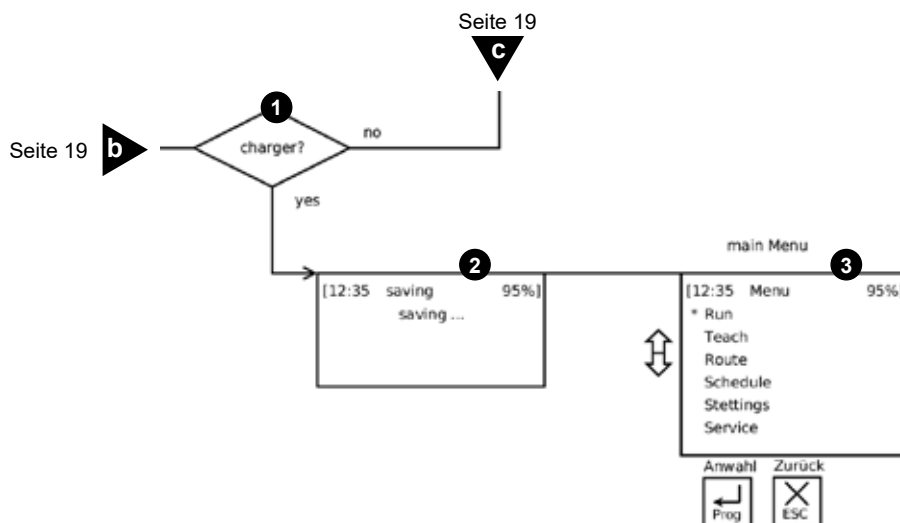 Seite 19
c
1
Seite 19 b
charger?
no
yes
main Menu
2
3
[12:35 saving 95%]
saving ...
[12:35 Menu 95%]
* Run
Teach
Route
Schedule
Stettings
Service
Anwahl Zurück
Prog ESC